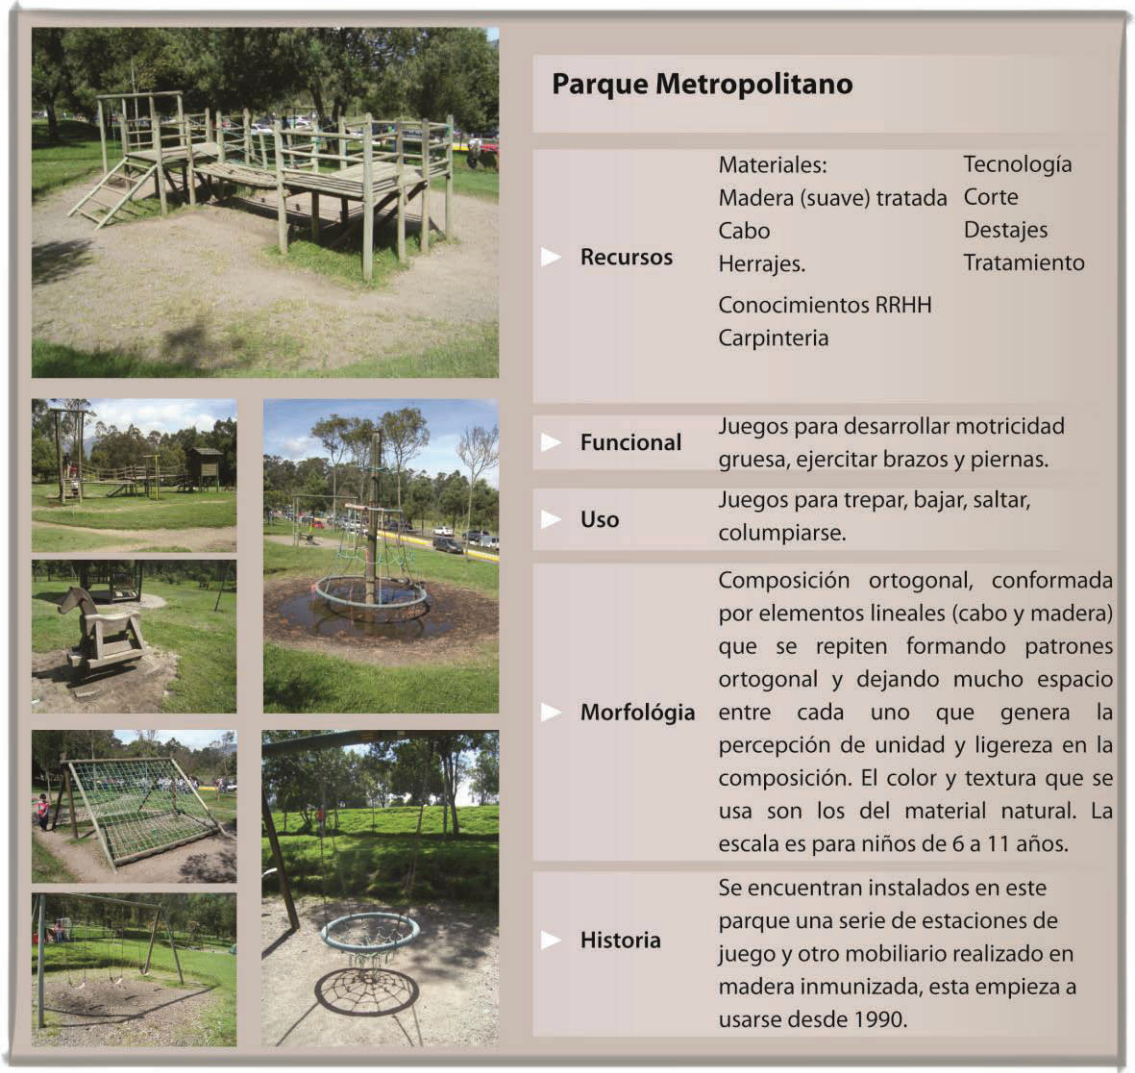 Parque Metropolitano
Recursos
Materiales:
Madera (suave) tratada
Cabo
Herrajes.
Conocimientos RRHH
Carpinteria
Tecnología
Corte
Destajes
Tratamiento
Funcional
Juegos para desarrollar motricidad
gruesa, ejercitar brazos y piernas.
Uso
Juegos para trepar, bajar, saltar,
columpiarse.
Morfológia
Composición ortogonal, conformada
por elementos lineales (cabo y madera)
que se repiten formando patrones
ortogonal y dejando mucho espacio
entre cada uno que genera la
percepción de unidad y ligereza en la
composición. El color y textura que se
usa son los del material natural. La
escala es para niños de 6 a 11 años.
Historia
Se encuentran instalados en este
parque una serie de estaciones de
juego y otro mobiliario realizado en
madera inmunizada, esta empieza a
usarse desde 1990.